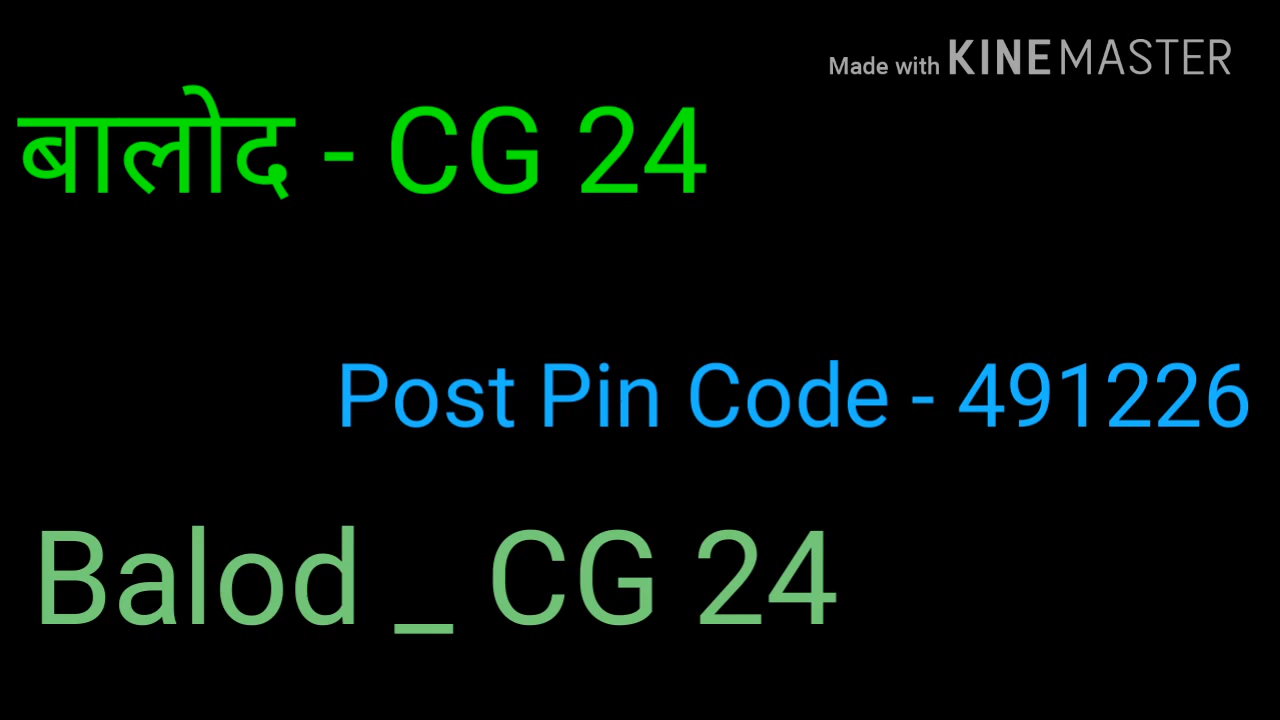 Made with KINEMASTER
बालोद - CG 24
Post Pin Code - 491226
Balod _ CG 24